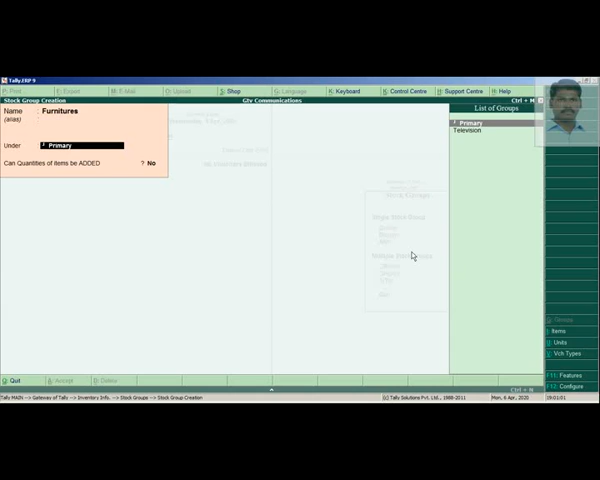 Tally.ERP 9
P: Print
E: Export
M: E-Mail
O: Upload
S: Shop
G: Language
K: Keyboard
K: Control Centre
H: Support Centre
H: Help
Stock Group Creation
Gtv Communications
Ctrl + M
Name : Furnitures
(alias) :
Under : Primary
Can Quantities of items be ADDED ? No
List of Groups
Primary
Television
G: Groups
I: Items
U: Units
V: Vch Types
F11: Features
F12: Configure
Q: Quit
A: Accept
D: Delete
Ctrl + N
Tally MAIN --> Gateway of Tally --> Inventory Info. --> Stock Groups --> Stock Group Creation
(c) Tally Solutions Pvt. Ltd., 1988-2011
Mon, 6 Apr, 2020
19:01:01